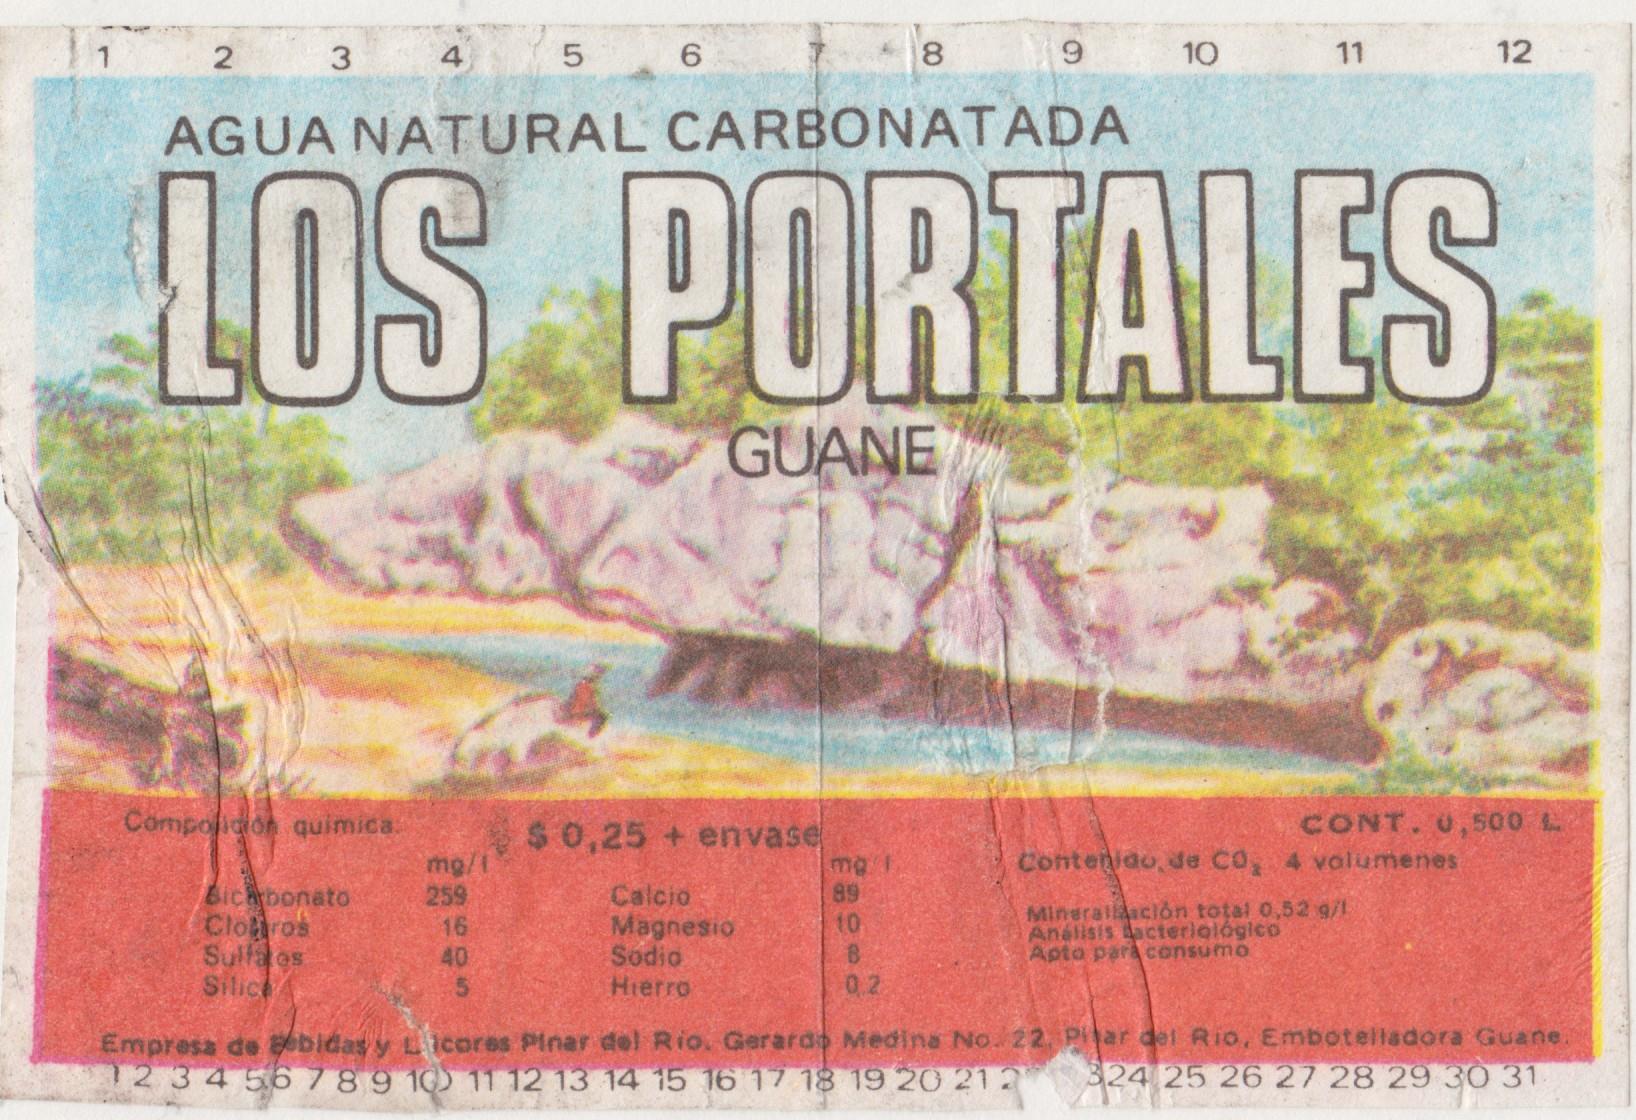 1 2 3 4 5 6 7 8 9 10 11 12
AGUA NATURAL CARBONATADA
LOS PORTALES
GUANE
Composición química.
$ 0,25 + envase
CONT. 0,500 L
mg/l mg/l
Contenido de CO₂ 4 volumenes
Bicarbonato 259 Calcio 89
Cloruros 16 Magnesio 10
Sulfatos 40 Sodio 8
Silica 5 Hierro 0,2
Mineralización total 0,52 g/l
Análisis bacteriológico
Apto para consumo
Empresa de Bebidas y Licores Pinar del Río. Gerardo Medina No. 22, Pinar del Rio, Embotelladora Guane.
1 2 3 4 5 6 7 8 9 10 11 12 13 14 15 16 17 18 19 20 21 24 25 26 27 28 29 30 31